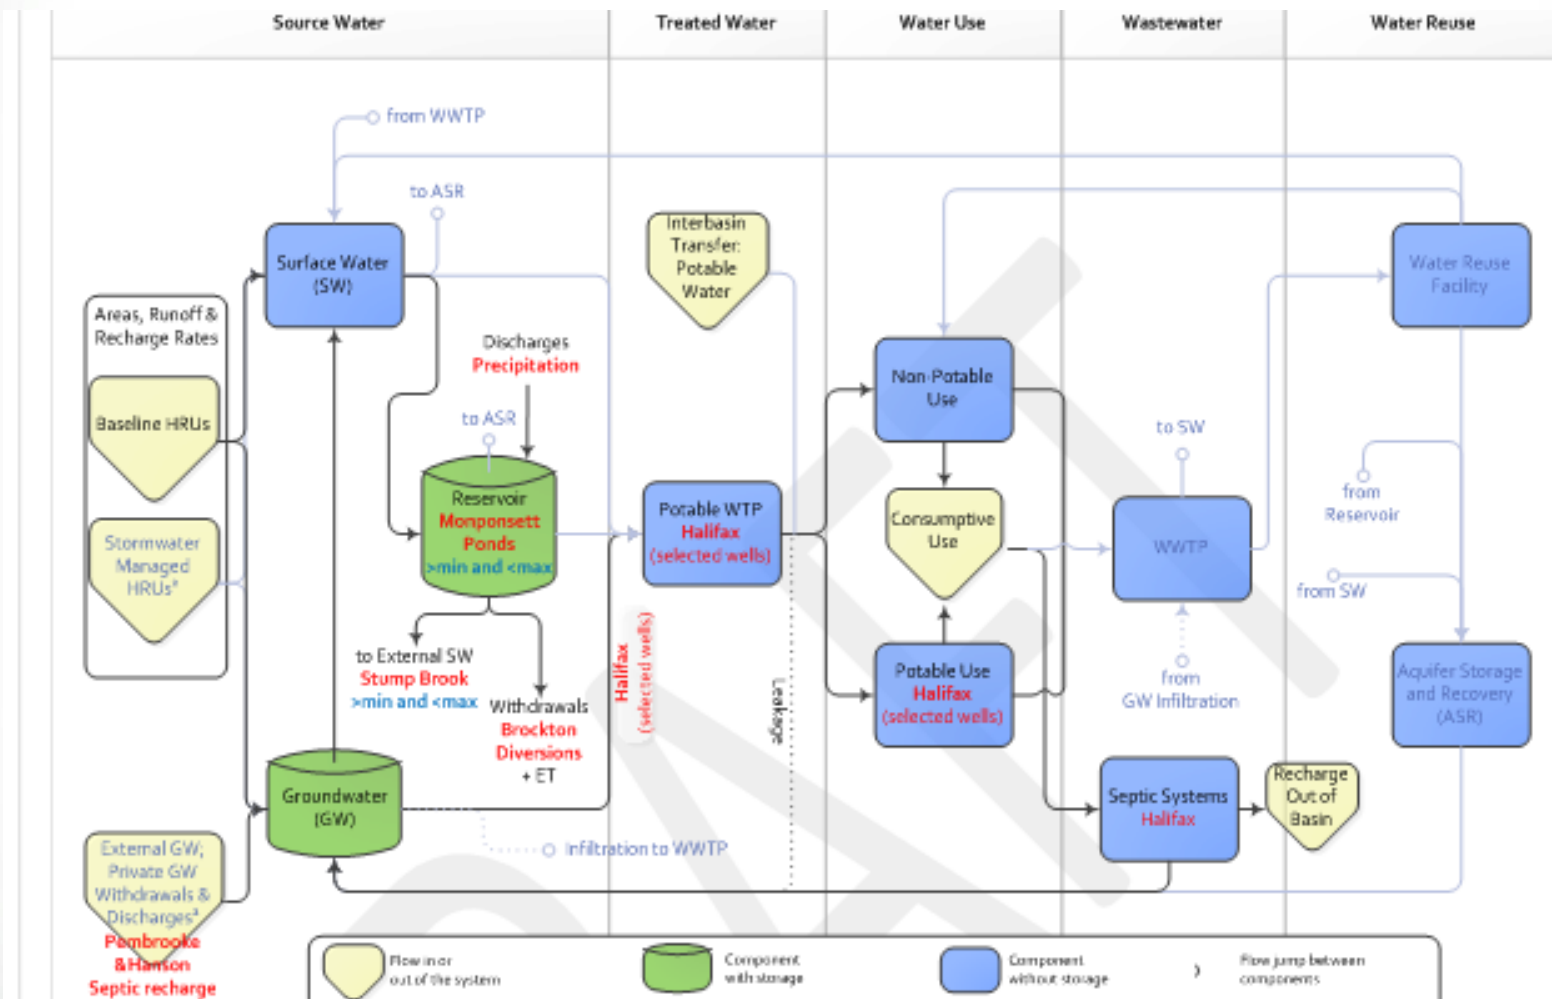 Source Water
Treated Water
Water Use
Wastewater
Water Reuse
from WWTP
to ASR
Surface Water
(SW)
Interbasin
Transfer:
Potable
Water
Water Reuse
Facility
Areas, Runoff &
Recharge Rates
Baseline HRUs
Stormwater
Managed
HRUsª
Discharges
Precipitation
to ASR
Reservoir
Monponsett
Ponds
>min and <max
Potable WTP
Halifax
(selected wells)
Non-Potable
Use
Consumptive
Use
to SW
WWTP
from
Reservoir
from SW
to External SW
Stump Brook
>min and <max
Withdrawals
Brockton
Diversions
+ ET
Halifax
(selected wells)
Leakage
Potable Use
Halifax
(selected wells)
from
GW Infiltration
Aquifer Storage
and Recovery
(ASR)
Groundwater
(GW)
Infiltration to WWTP
Septic Systems
Halifax
Recharge
Out of
Basin
External GW;
Private GW
Withdrawals &
Dischargesª
Pembrooke
&Hanson
Septic recharge
Flow in or
out of the system
Component
with storage
Component
without storage
Flow jump between
components
DRAFT